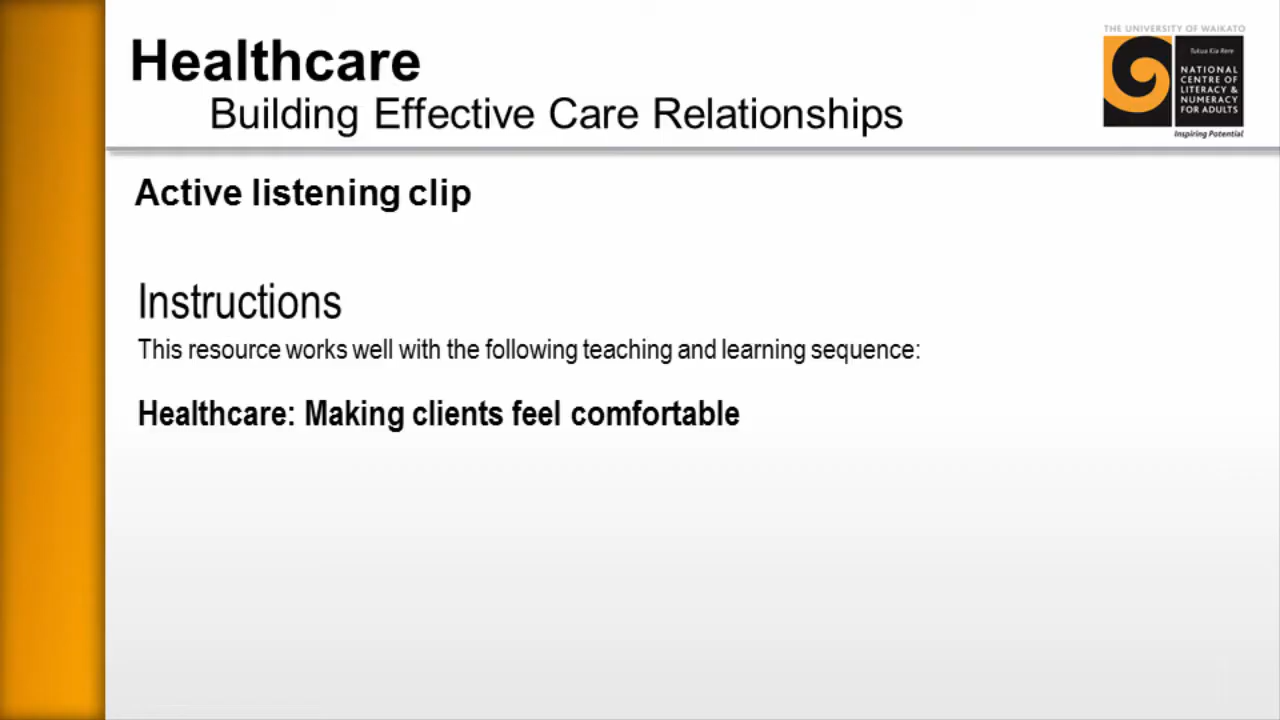 Healthcare
Building Effective Care Relationships
THE UNIVERSITY OF WAIKATO
Tutua Kia Rere
NATIONAL
CENTRE OF
LITERACY &
NUMERACY
FOR ADULTS
Inspiring Potential
Active listening clip
Instructions
This resource works well with the following teaching and learning sequence:
Healthcare: Making clients feel comfortable